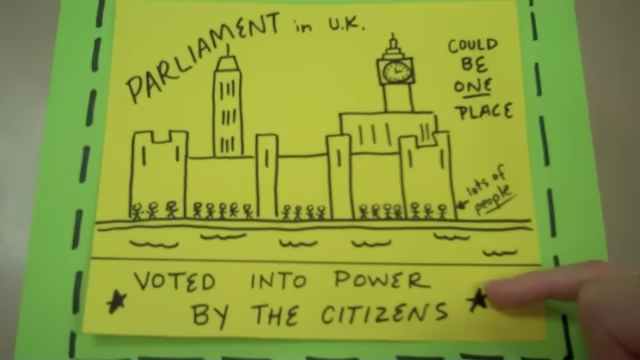 PARLIAMENT in U.K.
COULD
BE
ONE
PLACE
lots of
people
VOTED INTO POWER
BY THE CITIZENS